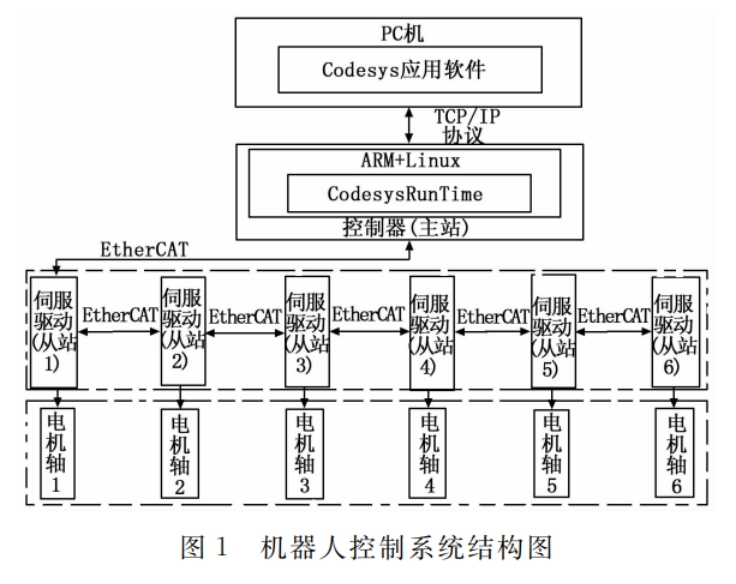 PC机
Codesys应用软件
TCP/IP
协议
ARM+Linux
CodesysRunTime
控制器(主站)
EtherCAT
伺服
驱动
(从站
1)
EtherCAT
伺服
驱动
(从站
2)
EtherCAT
伺服
驱动
(从站
3)
EtherCAT
伺服
驱动
(从站
4)
EtherCAT
伺服
驱动
(从站
5)
EtherCAT
伺服
驱动
(从站
6)
电
机
轴
1
电
机
轴
2
电
机
轴
3
电
机
轴
4
电
机
轴
5
电
机
轴
6
图 1 机器人控制系统结构图